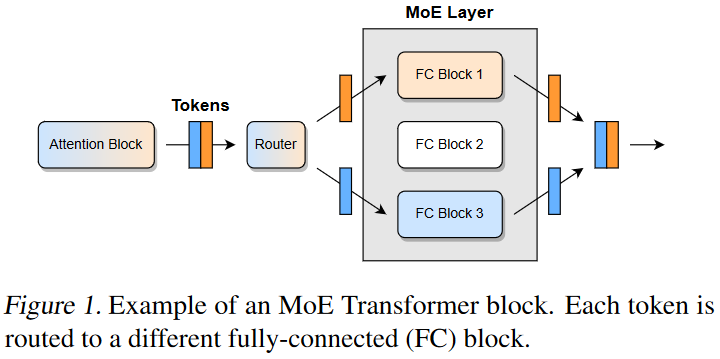 MoE Layer
Tokens
Attention Block
Router
FC Block 1
FC Block 2
FC Block 3
Figure 1. Example of an MoE Transformer block. Each token is
routed to a different fully-connected (FC) block.